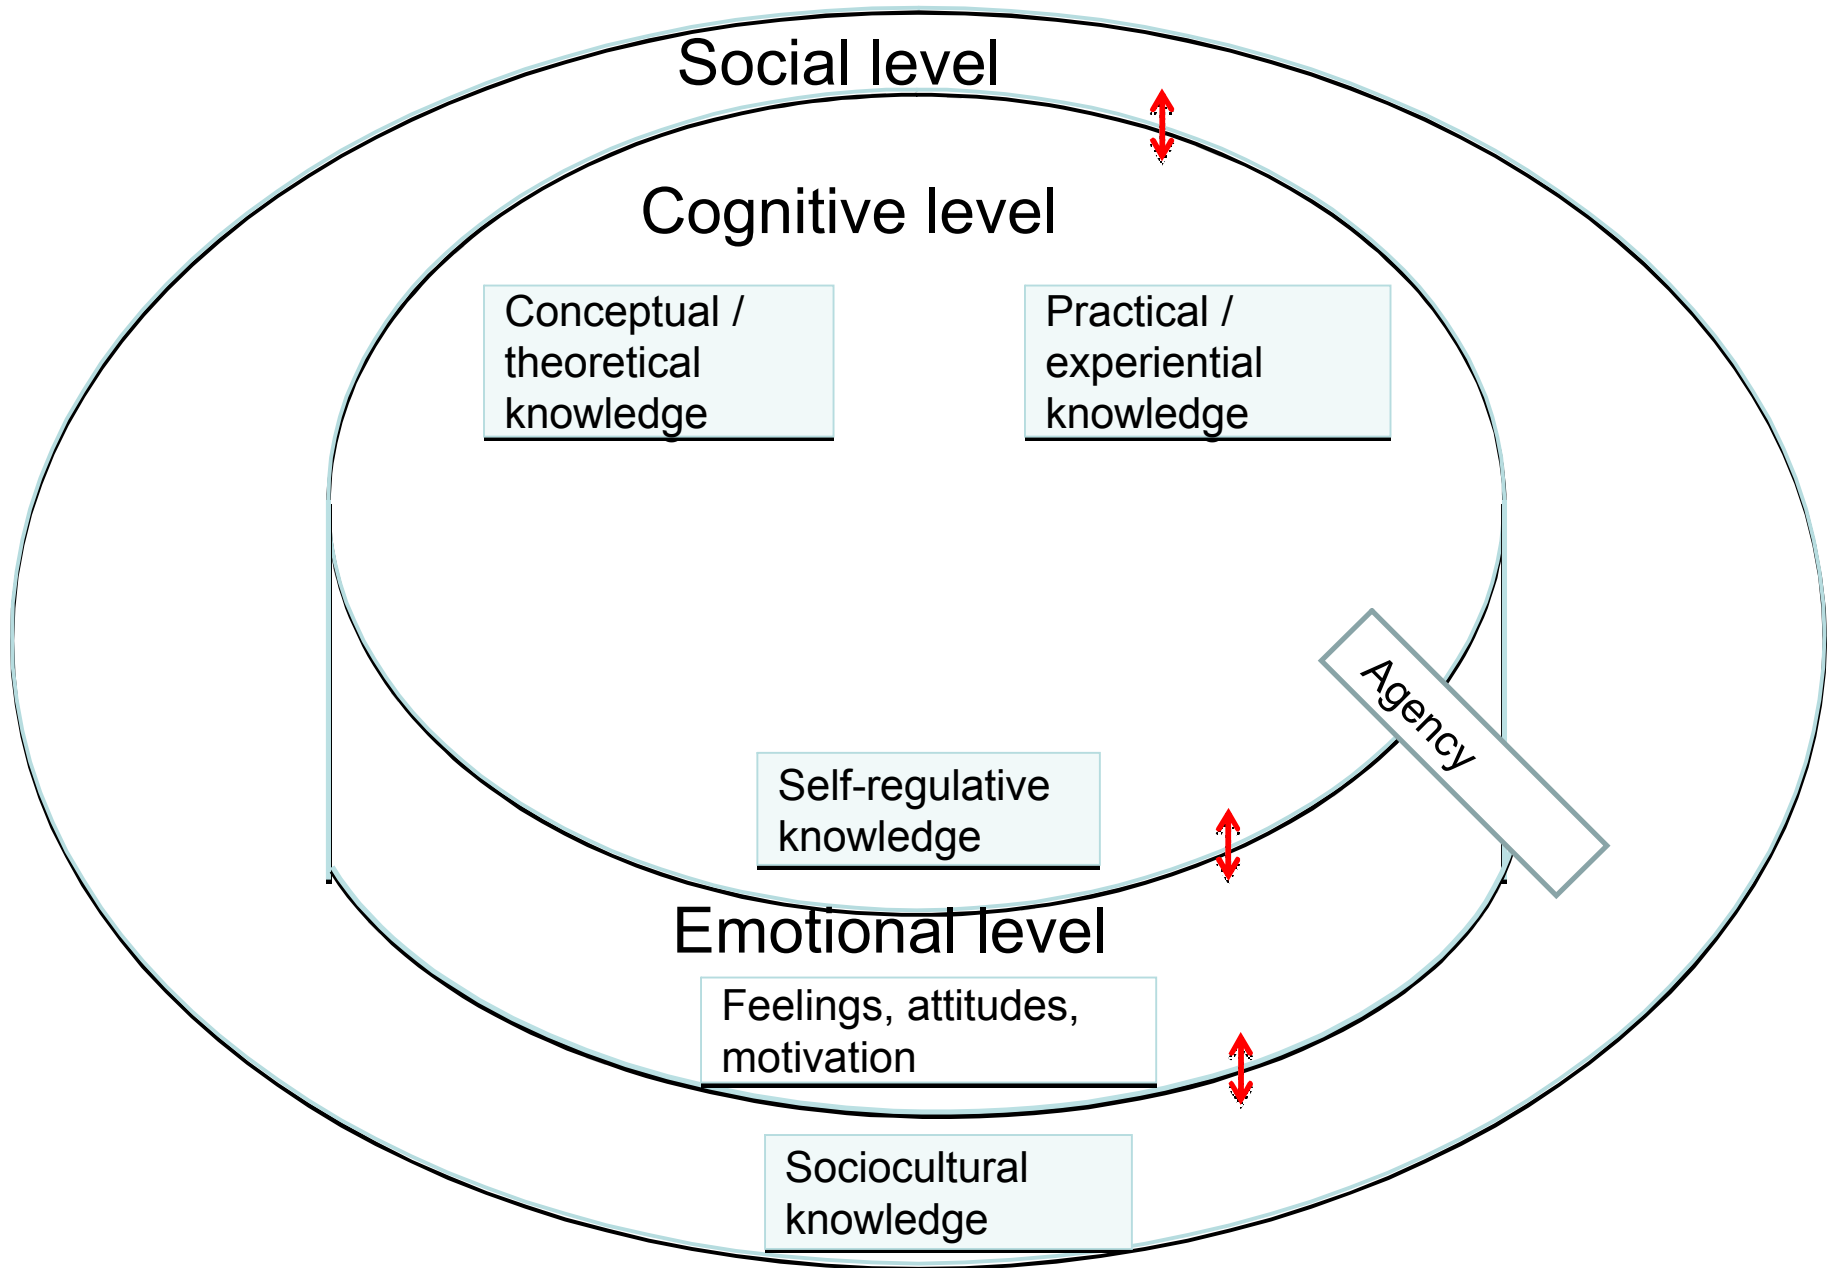 Social level
Cognitive level
Conceptual /
theoretical
knowledge
Practical /
experiential
knowledge
Agency
Self-regulative
knowledge
Emotional level
Feelings, attitudes,
motivation
Sociocultural
knowledge